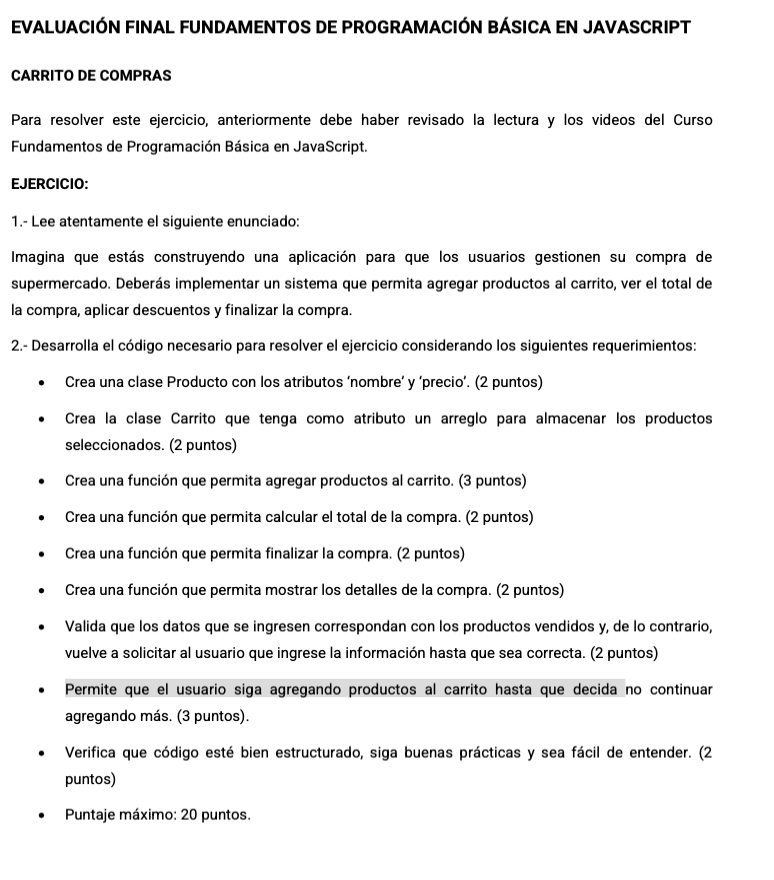 EVALUACIÓN FINAL FUNDAMENTOS DE PROGRAMACIÓN BÁSICA EN JAVASCRIPT
CARRITO DE COMPRAS
Para resolver este ejercicio, anteriormente debe haber revisado la lectura y los videos del Curso
Fundamentos de Programación Básica en JavaScript.
EJERCICIO:
1.- Lee atentamente el siguiente enunciado:
Imagina que estás construyendo una aplicación para que los usuarios gestionen su compra de
supermercado. Deberás implementar un sistema que permita agregar productos al carrito, ver el total de
la compra, aplicar descuentos y finalizar la compra.
2.- Desarrolla el código necesario para resolver el ejercicio considerando los siguientes requerimientos:
• Crea una clase Producto con los atributos ‘nombre’ y ‘precio’. (2 puntos)
• Crea la clase Carrito que tenga como atributo un arreglo para almacenar los productos
seleccionados. (2 puntos)
• Crea una función que permita agregar productos al carrito. (3 puntos)
• Crea una función que permita calcular el total de la compra. (2 puntos)
• Crea una función que permita finalizar la compra. (2 puntos)
• Crea una función que permita mostrar los detalles de la compra. (2 puntos)
• Valida que los datos que se ingresen correspondan con los productos vendidos y, de lo contrario,
vuelve a solicitar al usuario que ingrese la información hasta que sea correcta. (2 puntos)
• Permite que el usuario siga agregando productos al carrito hasta que decida no continuar
agregando más. (3 puntos).
• Verifica que código esté bien estructurado, siga buenas prácticas y sea fácil de entender. (2
puntos)
• Puntaje máximo: 20 puntos.